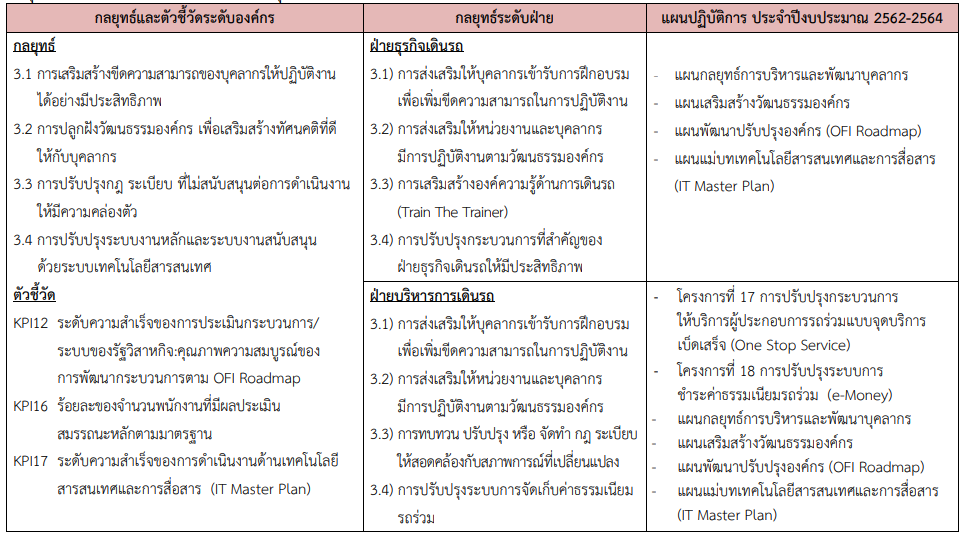 กลยุทธ์และตัวชี้วัดระดับองค์กร
กลยุทธ์ระดับฝ่าย
แผนปฏิบัติการ ประจำปีงบประมาณ 2562-2564
กลยุทธ์
3.1 การเสริมสร้างขีดความสามารถของบุคลากรให้ปฏิบัติงาน
ได้อย่างมีประสิทธิภาพ
3.2 การปลูกฝังวัฒนธรรมองค์กร เพื่อเสริมสร้างทัศนคติที่ดี
ให้กับบุคลากร
3.3 การปรับปรุงกฎ ระเบียบ ที่ไม่สนับสนุนต่อการดำเนินงาน
ให้มีความคล่องตัว
3.4 การปรับปรุงระบบงานหลักและระบบงานสนับสนุน
ด้วยระบบเทคโนโลยีสารสนเทศ
ฝ่ายธุรกิจเดินรถ
3.1) การส่งเสริมให้บุคลากรเข้ารับการฝึกอบรม
เพื่อเพิ่มขีดความสามารถในการปฏิบัติงาน
3.2) การส่งเสริมให้หน่วยงานและบุคลากร
มีการปฏิบัติงานตามวัฒนธรรมองค์กร
3.3) การเสริมสร้างองค์ความรู้ด้านการเดินรถ
(Train The Trainer)
3.4) การปรับปรุงกระบวนการที่สำคัญของ
ฝ่ายธุรกิจเดินรถให้มีประสิทธิภาพ
- แผนกลยุทธ์การบริหารและพัฒนาบุคลากร
- แผนเสริมสร้างวัฒนธรรมองค์กร
- แผนพัฒนาปรับปรุงองค์กร (OFI Roadmap)
- แผนแม่บทเทคโนโลยีสารสนเทศและการสื่อสาร
(IT Master Plan)
ตัวชี้วัด
KPI12 ระดับความสำเร็จของการประเมินกระบวนการ/
ระบบของรัฐวิสาหกิจ:คุณภาพความสมบูรณ์ของ
การพัฒนากระบวนการตาม OFI Roadmap
KPI16 ร้อยละของจำนวนพนักงานที่มีผลประเมิน
สมรรถนะหลักตามมาตรฐาน
KPI17 ระดับความสำเร็จของการดำเนินงานด้านเทคโนโลยี
สารสนเทศและการสื่อสาร (IT Master Plan)
ฝ่ายบริหารการเดินรถ
3.1) การส่งเสริมให้บุคลากรเข้ารับการฝึกอบรม
เพื่อเพิ่มขีดความสามารถในการปฏิบัติงาน
3.2) การส่งเสริมให้หน่วยงานและบุคลากร
มีการปฏิบัติงานตามวัฒนธรรมองค์กร
3.3) การทบทวน ปรับปรุง หรือ จัดทำ กฎ ระเบียบ
ให้สอดคล้องกับสภาพการณ์ที่เปลี่ยนแปลง
3.4) การปรับปรุงระบบการจัดเก็บค่าธรรมเนียม
รถร่วม
- โครงการที่ 17 การปรับปรุงกระบวนการ
ให้บริการผู้ประกอบการรถร่วมแบบจุดบริการ
เบ็ดเสร็จ (One Stop Service)
- โครงการที่ 18 การปรับปรุงระบบการ
ชำระค่าธรรมเนียมรถร่วม (e-Money)
- แผนกลยุทธ์การบริหารและพัฒนาบุคลากร
- แผนเสริมสร้างวัฒนธรรมองค์กร
- แผนพัฒนาปรับปรุงองค์กร (OFI Roadmap)
- แผนแม่บทเทคโนโลยีสารสนเทศและการสื่อสาร
(IT Master Plan)